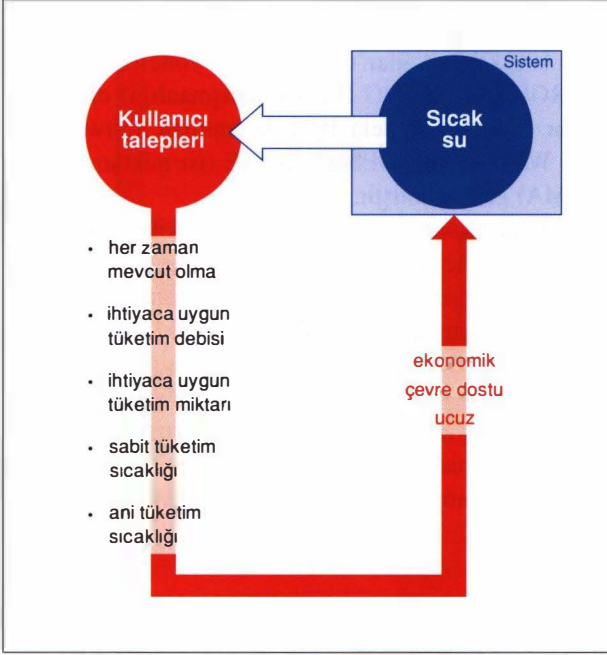 Sistem
Kullanıcı
talepleri
Sıcak
su
• her zaman
mevcut olma
• ihtiyaca uygun
tüketim debisi
• ihtiyaca uygun
tüketim miktarı
• sabit tüketim
sıcaklığı
• ani tüketim
sıcaklığı
ekonomik
çevre dostu
ucuz